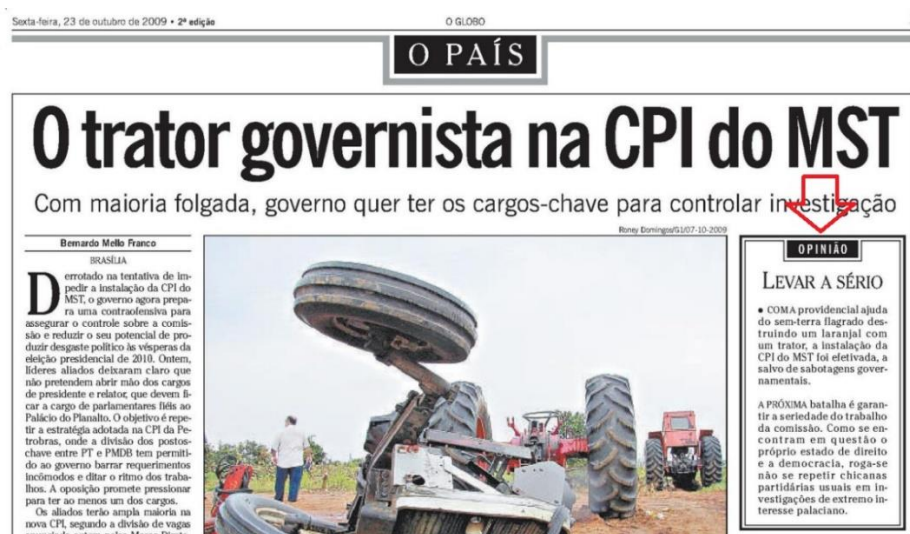 Sexta-feira, 23 de outubro de 2009 • 2ª edição
O GLOBO
O PAÍS
O trator governista na CPI do MST
Com maioria folgada, governo quer ter os cargos-chave para controlar investigação
Bernardo Mello Franco
BRASÍLIA
Derrotado na tentativa de im-
pedir a instalação da CPI do
MST, o governo agora prepa-
ra uma contraofensiva para
assegurar o controle sobre a comis-
são e reduzir o seu potencial de pro-
duzir desgaste político às vésperas da
eleição presidencial de 2010. Ontem,
líderes aliados deixaram claro que
não pretendem abrir mão dos cargos
de presidente e relator, que devem fi-
car a cargo de parlamentares fiéis ao
Palácio do Planalto. O objetivo é repe-
tir a estratégia adotada na CPI da Pe-
trobras, onde a divisão dos postos-
chave entre PT e PMDB tem permiti-
do ao governo barrar requerimentos
incômodos e ditar o ritmo dos traba-
lhos. A oposição promete pressionar
para ter ao menos um dos cargos.
Os aliados terão ampla maioria na
nova CPI, segundo a divisão de vagas
Roney Domingos/G1/07-10-2009
OPINIÃO
LEVAR A SÉRIO
• COM A providencial ajuda
do sem-terra flagrado des-
truindo um laranjal com
um trator, a instalação da
CPI do MST foi efetivada, a
salvo de sabotagens gover-
namentais.
A PRÓXIMA batalha é garan-
tir a seriedade do trabalho
da comissão. Como se en-
contram em questão o
próprio estado de direito
e a democracia, roga-se
não se repetir chicanas
partidárias usuais em in-
vestigações de extremo in-
teresse palaciano.